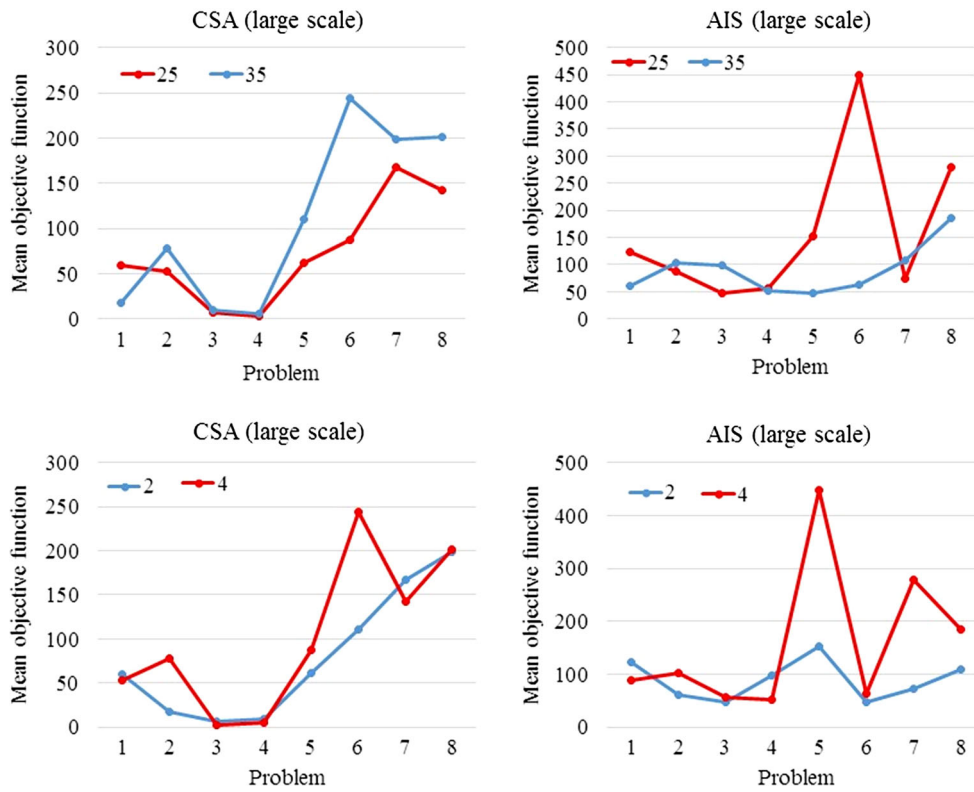 CSA (large scale)
300
250
200
150
100
50
0
25 35
1 2 3 4 5 6 7 8
Mean objective function
Problem
AIS (large scale)
500
450
400
350
300
250
200
150
100
50
0
25 35
1 2 3 4 5 6 7 8
Mean objective function
Problem
CSA (large scale)
300
250
200
150
100
50
0
2 4
1 2 3 4 5 6 7 8
Mean objective function
Problem
AIS (large scale)
500
400
300
200
100
0
2 4
1 2 3 4 5 6 7 8
Mean objective function
Problem